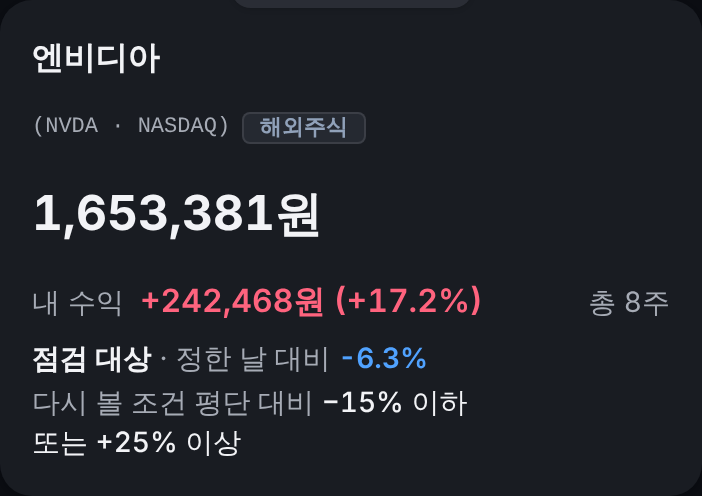 엔비디아
(NVDA · NASDAQ) 해외주식
1,653,381원
내 수익 +242,468원 (+17.2%) 총 8주
점검 대상 · 정한 날 대비 -6.3%
다시 볼 조건 평단 대비 −15% 이하
또는 +25% 이상